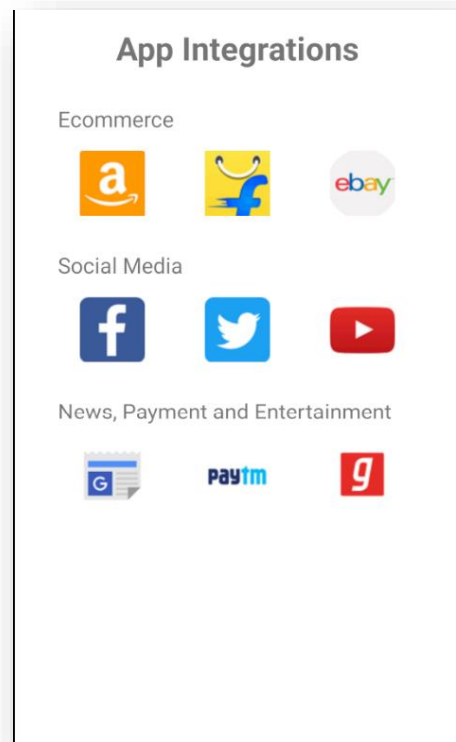 App Integrations
Ecommerce
a
f
ebay
Social Media
f
News, Payment and Entertainment
G
paytm
g